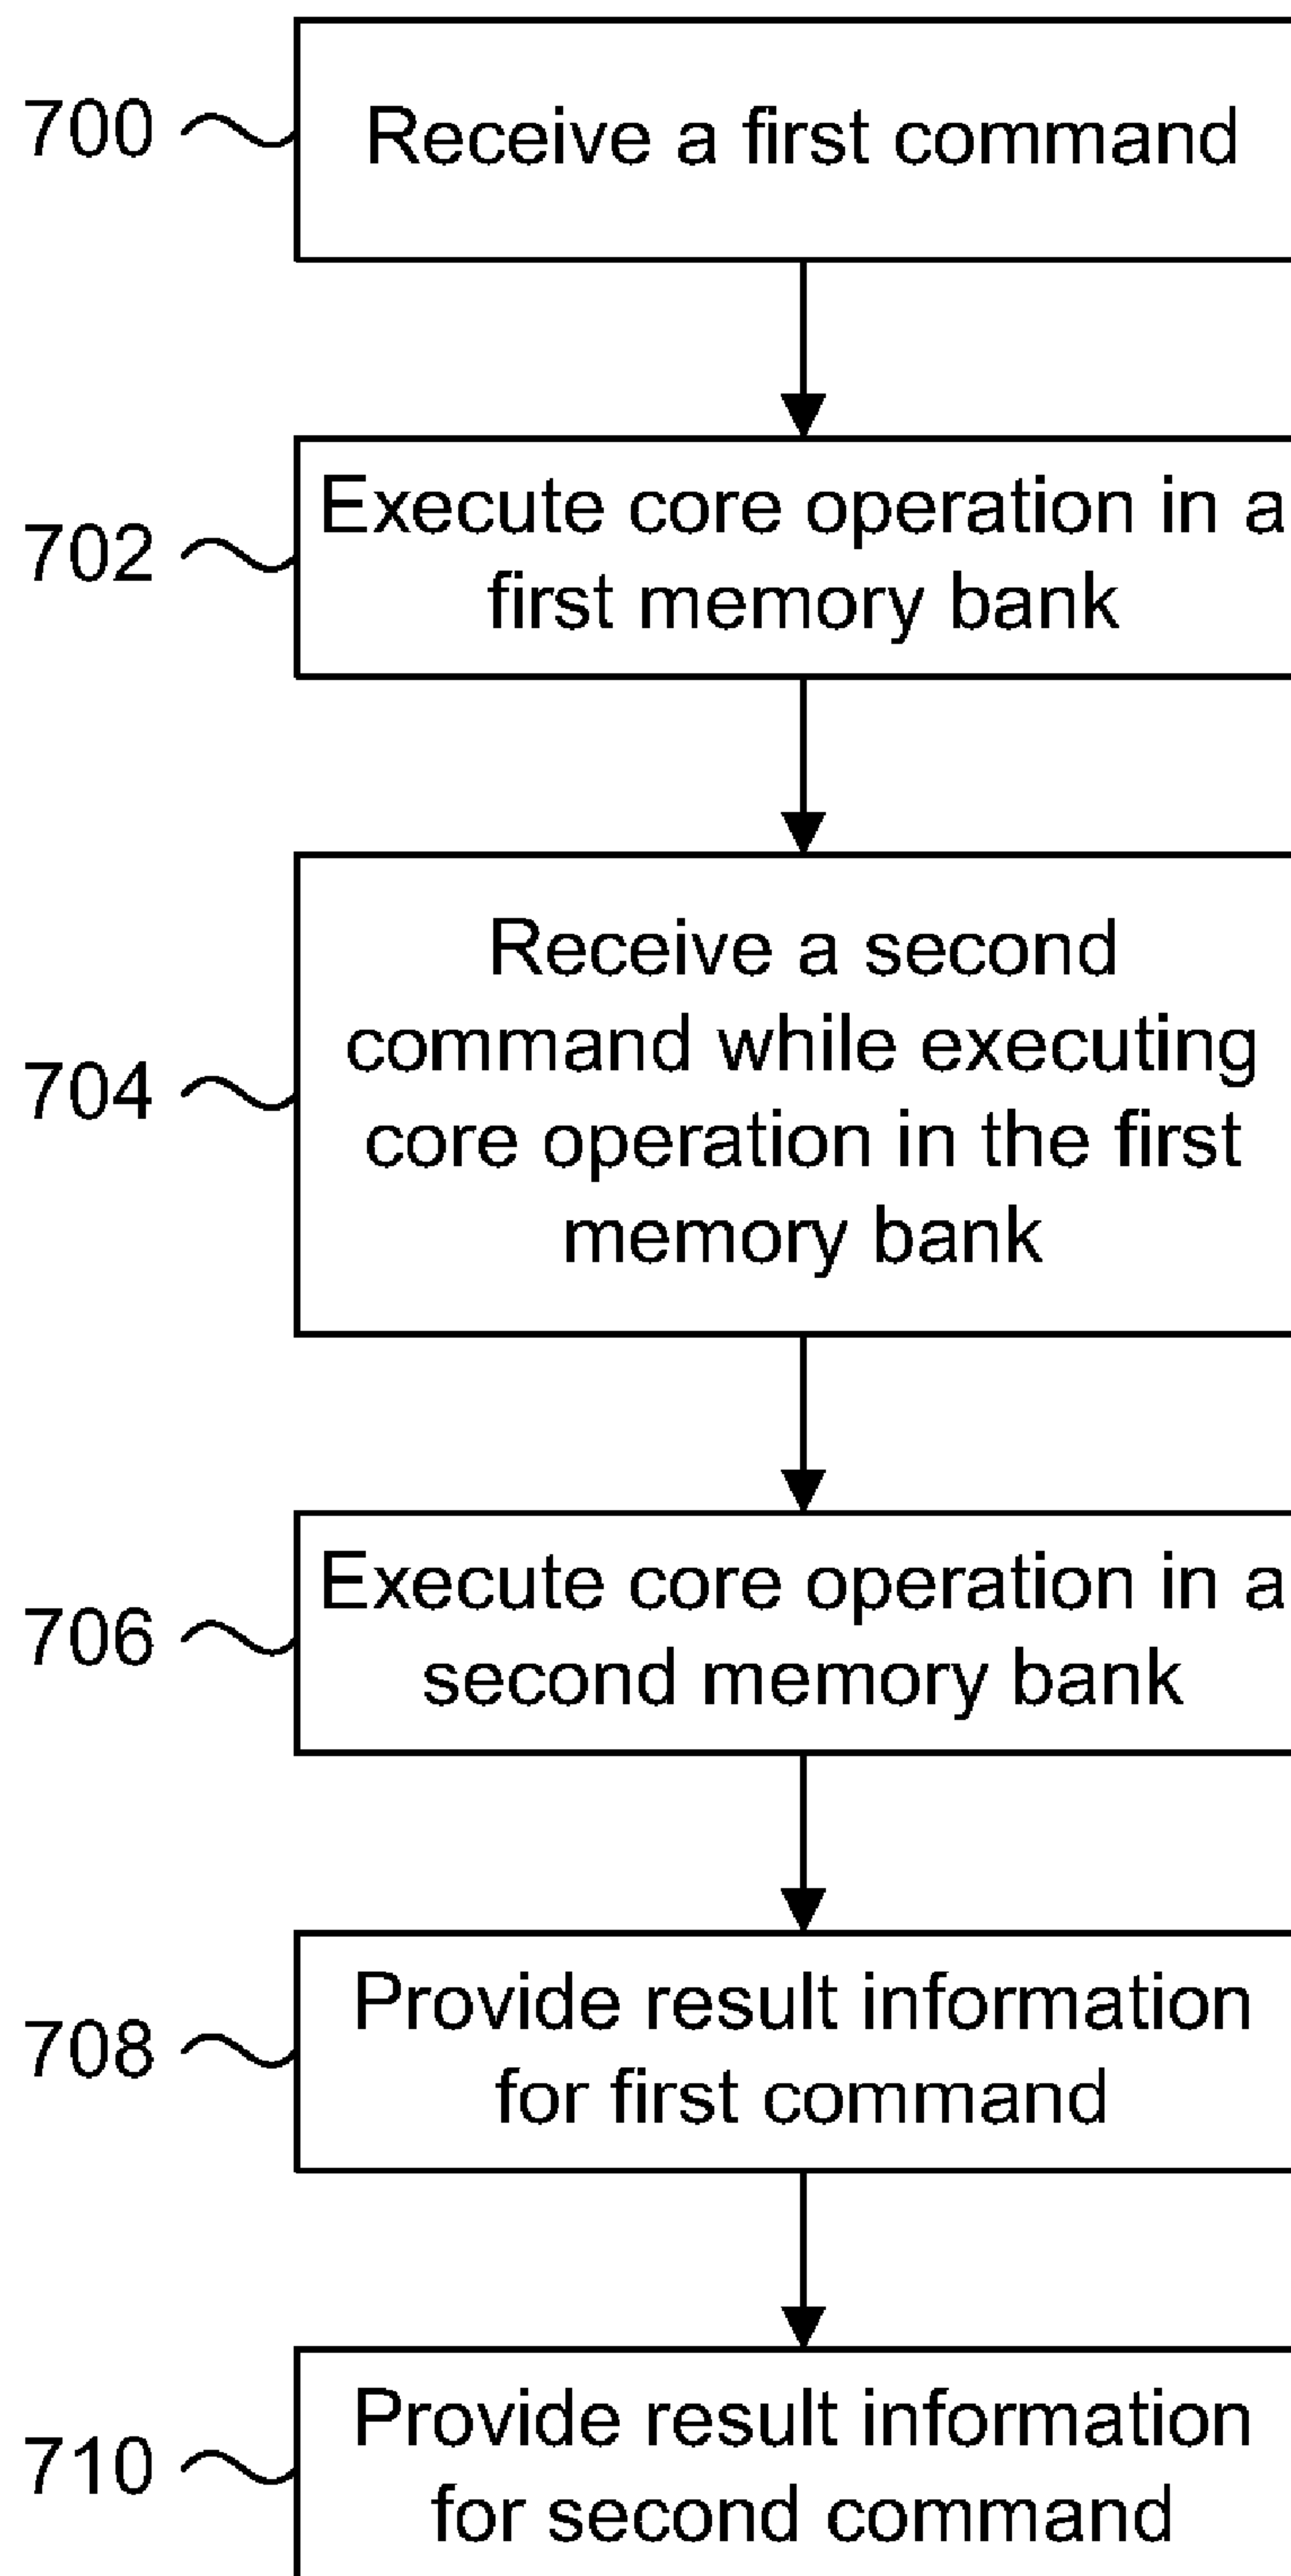 700
Receive a first command
702
Execute core operation in a
first memory bank
704
Receive a second
command while executing
core operation in the first
memory bank
706
Execute core operation in a
second memory bank
708
Provide result information
for first command
710
Provide result information
for second command